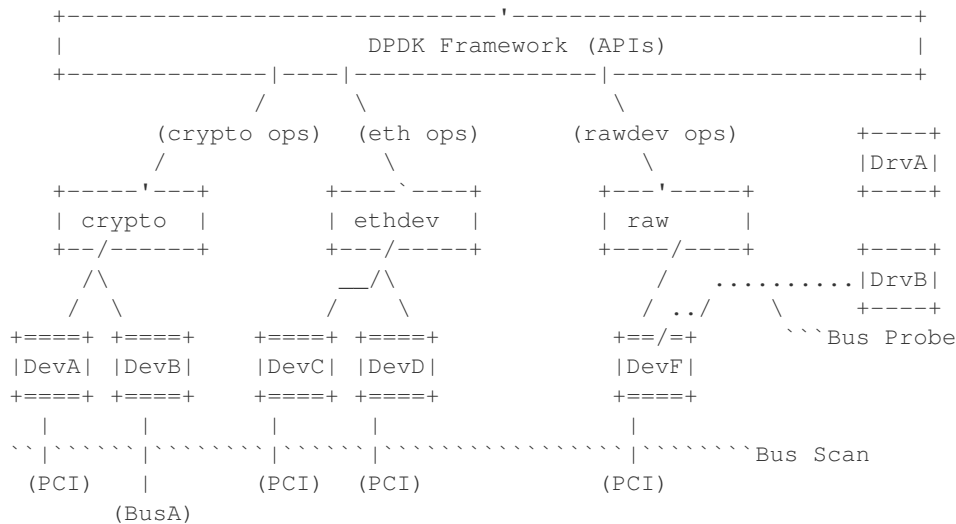 DPDK Framework (APIs)
(crypto ops) (eth ops) (rawdev ops)
DrvA
crypto ethdev raw
DrvB
Bus Probe
DevA DevB DevC DevD DevF
Bus Scan
(PCI) (PCI) (PCI) (PCI)
(BusA)